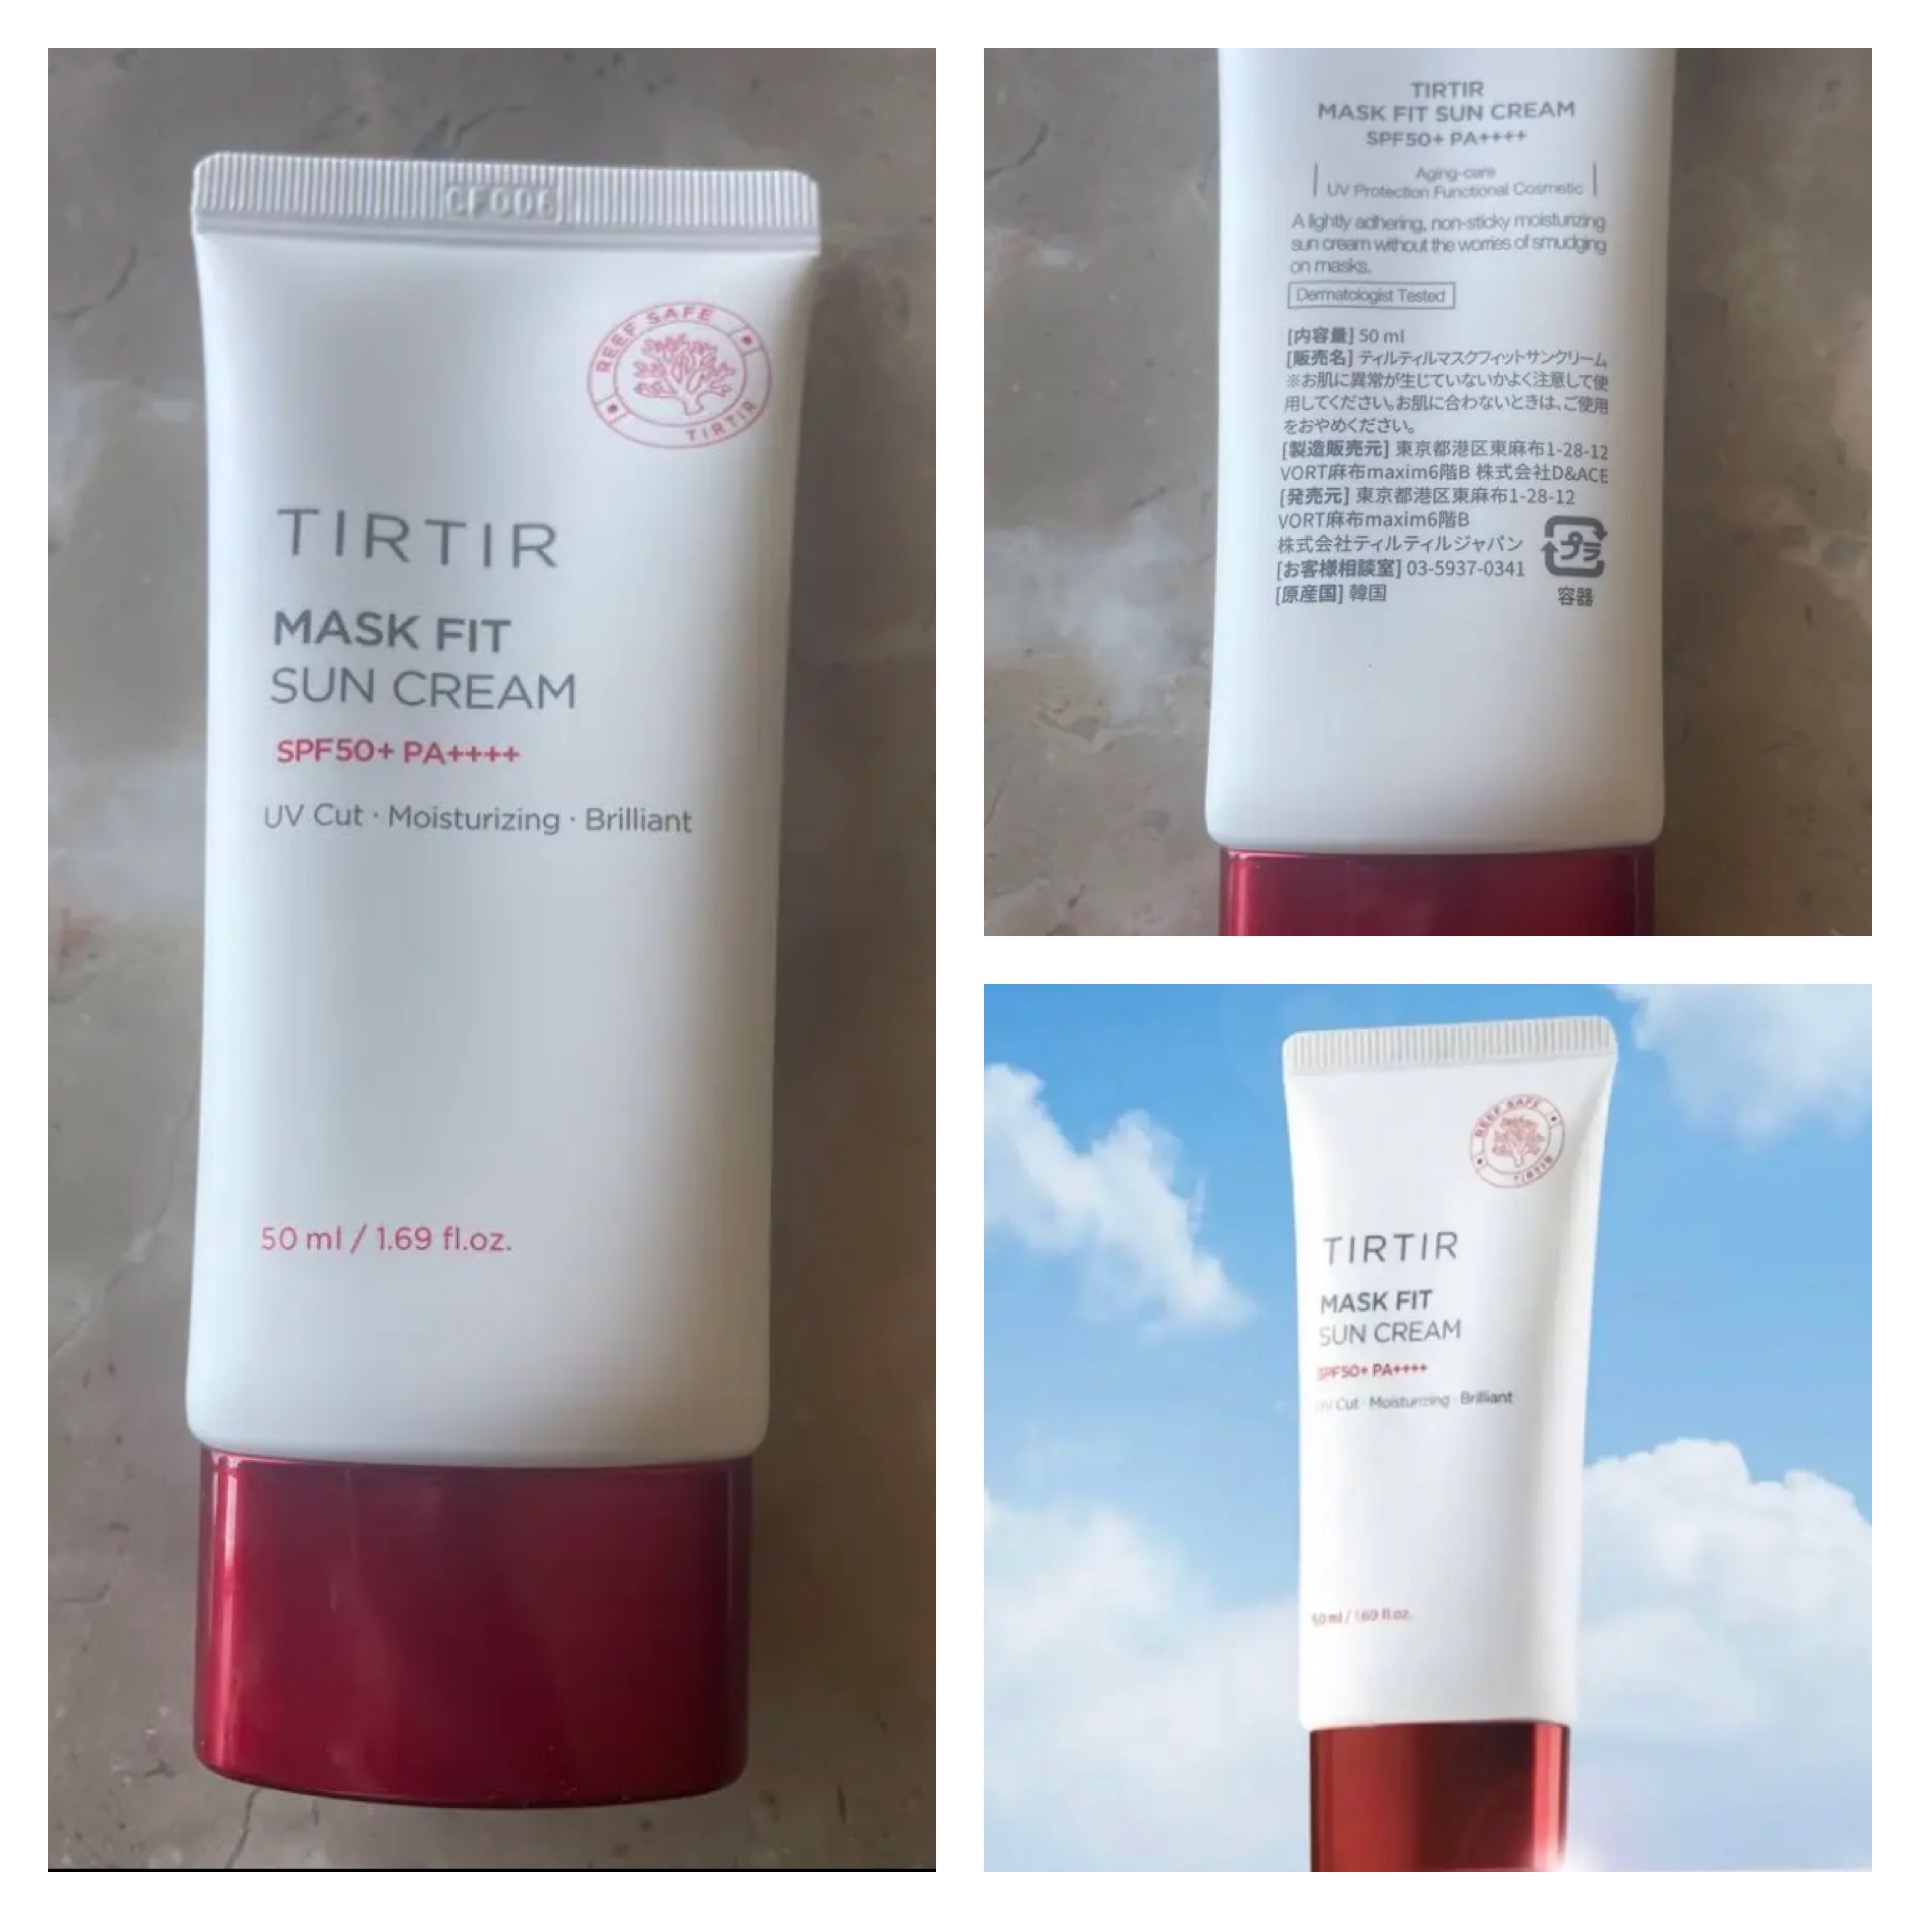 CF006
REEF SAFE
TIRTIR
TIRTIR
MASK FIT
SUN CREAM
SPF50+ PA++++
UV Cut · Moisturizing · Brilliant
50 ml / 1.69 fl.oz.
TIRTIR
MASK FIT SUN CREAM
SPF50+ PA++++
Aging-care
UV Protection Functional Cosmetic
A lightly adhering, non-sticky moisturizing
sun cream without the worries of smudging
on masks.
Dermatologist Tested
[内容量] 50 ml
[販売名] ティルティルマスクフィットサンクリーム
※お肌に異常が生じていないかよく注意して使
用してください。お肌に合わないときは、ご使用
をおやめください。
[製造販売元] 東京都港区東麻布1-28-12
VORT麻布maxim6階B 株式会社D&ACE
[発売元] 東京都港区東麻布1-28-12
VORT麻布maxim6階B
株式会社ティルティルジャパン
[お客様相談室] 03-5937-0341
[原産国] 韓国
プラ
容器
REEF SAFE
TIRTIR
TIRTIR
MASK FIT
SUN CREAM
SPF50+ PA++++
UV Cut · Moisturizing · Brilliant
50 ml / 1.69 fl.oz.